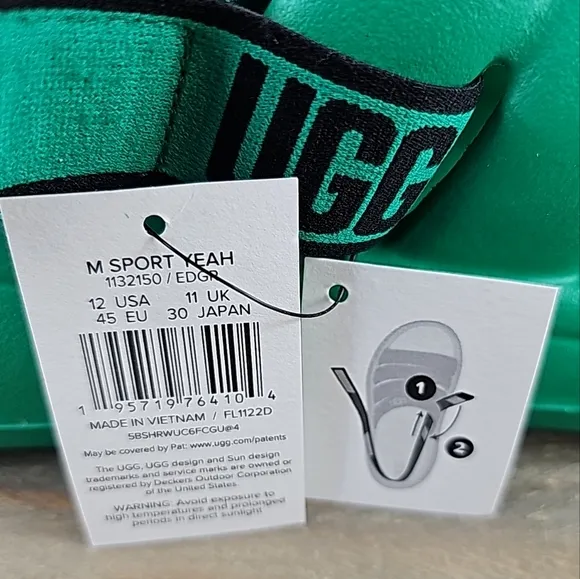 UGG
M SPORT YEAH
1132150 / EDGR
12 USA 11 UK
45 EU 30 JAPAN
1 95719 76410 4
MADE IN VIETNAM / FL1122D
5BSHRWUC6FCGU@4
May be covered by Pat: www.ugg.com/patents
The UGG, UGG design and Sun design
trademarks and service marks are owned or
registered by Deckers Outdoor Corporation
of the United States.
WARNING: Avoid exposure to
high temperatures and prolonged
periods in direct sunlight
1
2